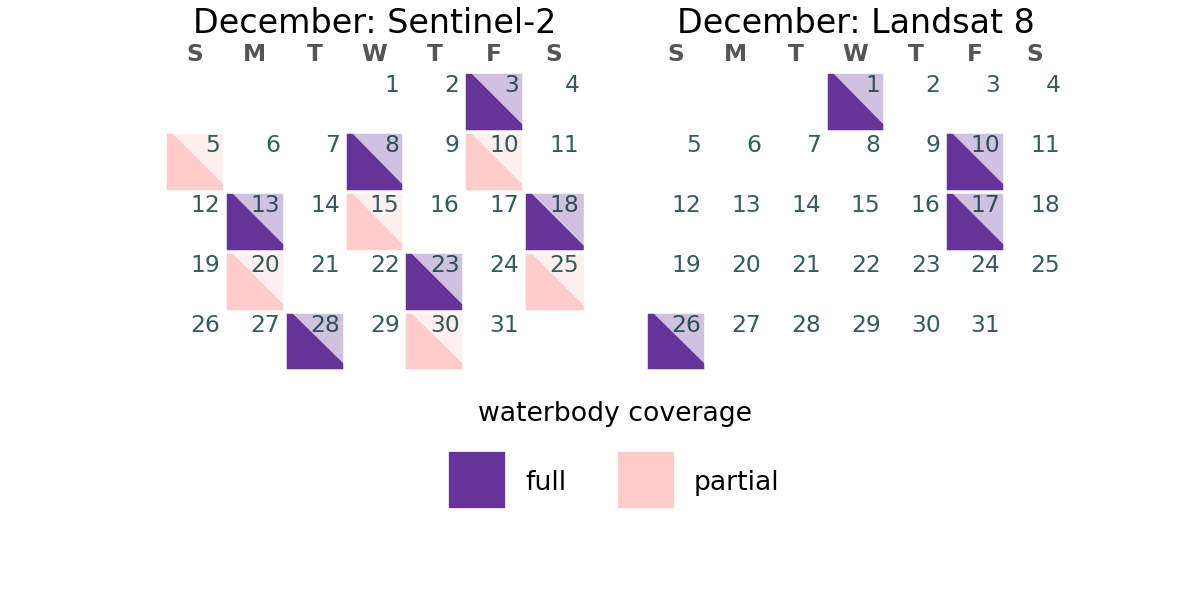 December: Sentinel-2
S M T W T F S
1 2 3 4
5 6 7 8 9 10 11
12 13 14 15 16 17 18
19 20 21 22 23 24 25
26 27 28 29 30 31
December: Landsat 8
S M T W T F S
1 2 3 4
5 6 7 8 9 10 11
12 13 14 15 16 17 18
19 20 21 22 23 24 25
26 27 28 29 30 31
waterbody coverage
full partial